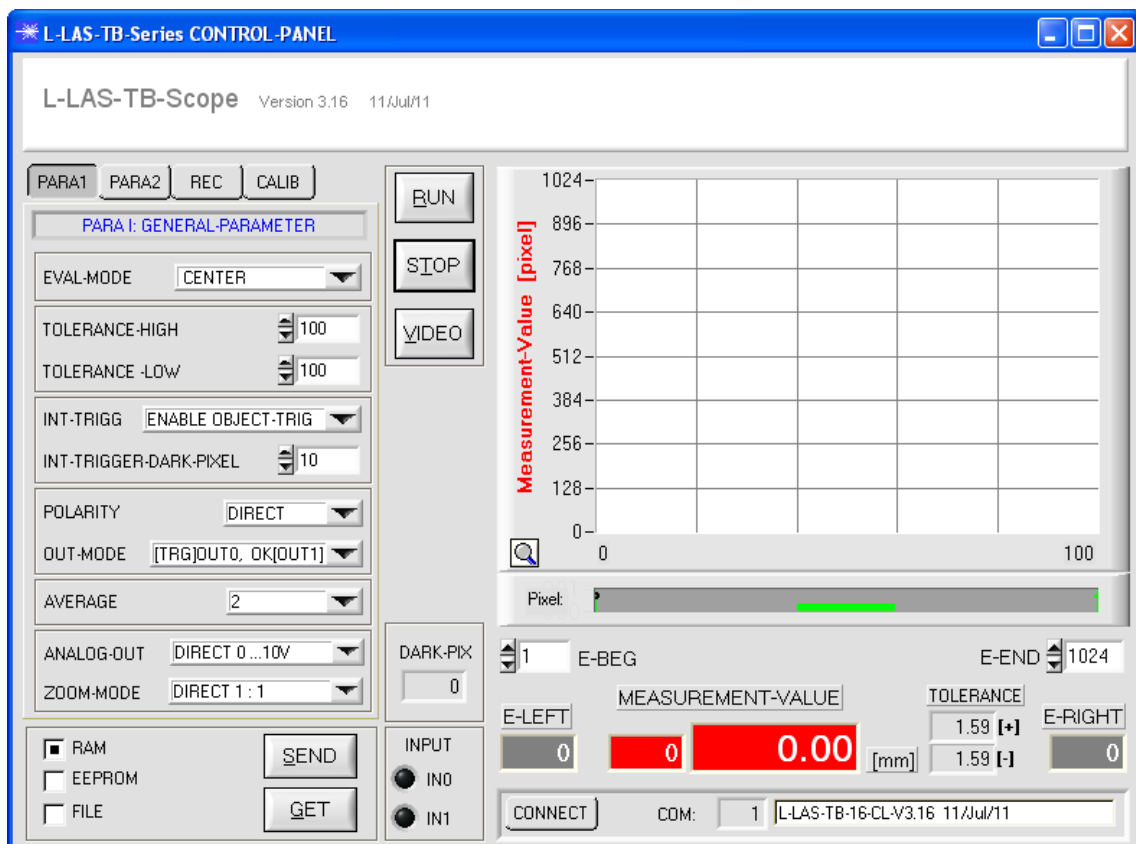 L-LAS-TB-Series CONTROL-PANEL
L-LAS-TB-Scope Version 3.16 11/Jul/11
PARA1 PARA2 REC CALIB
PARA I: GENERAL-PARAMETER
EVAL-MODE CENTER
TOLERANCE-HIGH 100
TOLERANCE -LOW 100
INT-TRIGG ENABLE OBJECT-TRIG
INT-TRIGGER-DARK-PIXEL 10
POLARITY DIRECT
OUT-MODE [TRG]OUT0, OK[OUT1]
AVERAGE 2
ANALOG-OUT DIRECT 0 ...10V
ZOOM-MODE DIRECT 1 : 1
RAM
EEPROM
FILE
SEND
GET
RUN
STOP
VIDEO
DARK-PIX
0
INPUT
IN0
IN1
Measurement-Value [pixel]
1024
896
768
640
512
384
256
128
0
0 100
Pixel:
1 E-BEG E-END 1024
MEASUREMENT-VALUE TOLERANCE
E-LEFT 1.59 [+] E-RIGHT
0 0 0.00 [mm] 1.59 [-] 0
CONNECT COM: 1 L-LAS-TB-16-CL-V3.16 11/Jul/11